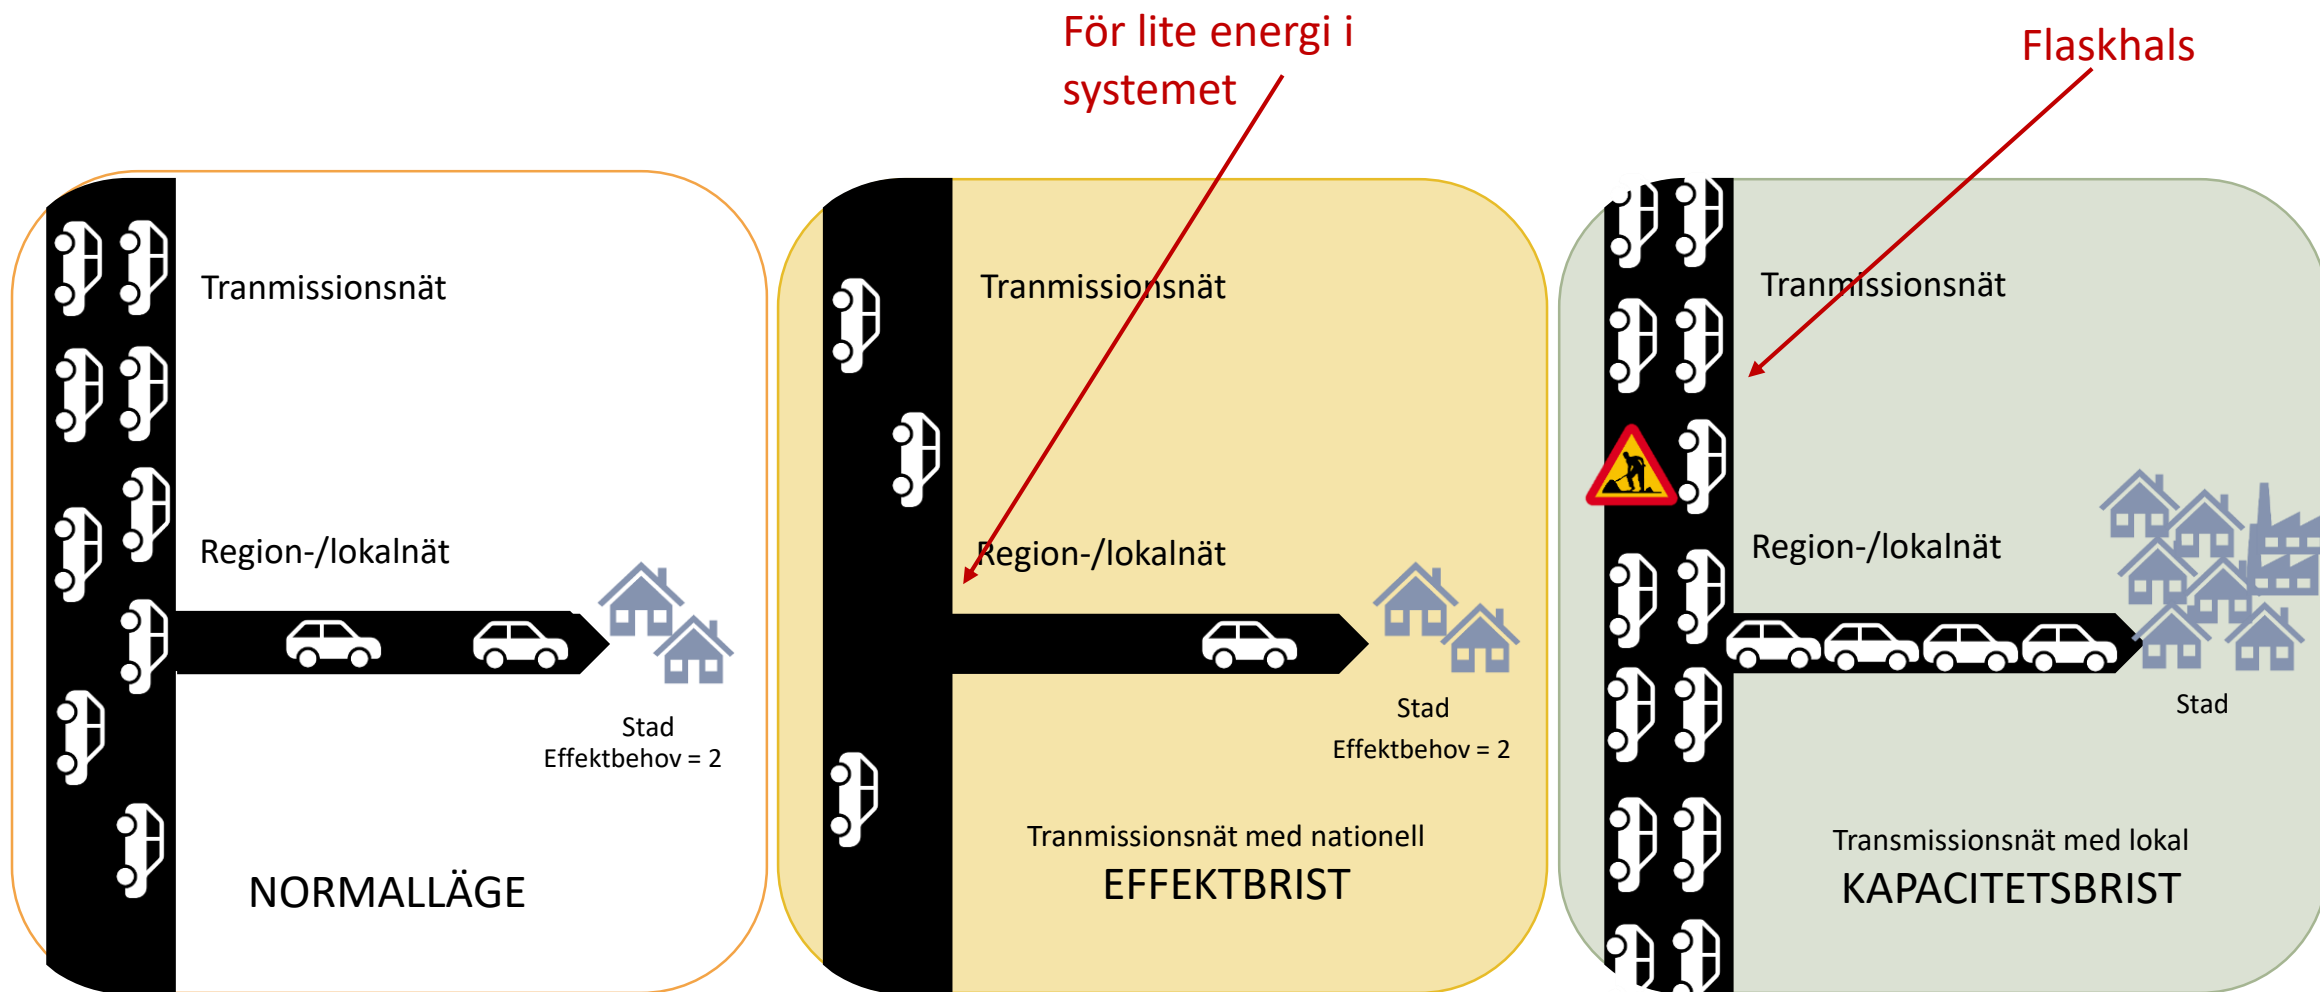 För lite energi i
systemet
Flaskhals
Tranmissionsnät
Region-/lokalnät
Stad
Effektbehov = 2
NORMALLÄGE
Tranmissionsnät
Region-/lokalnät
Stad
Effektbehov = 2
Tranmissionsnät med nationell
EFFEKTBRIST
Tranmissionsnät
Region-/lokalnät
Stad
Transmissionsnät med lokal
KAPACITETSBRIST